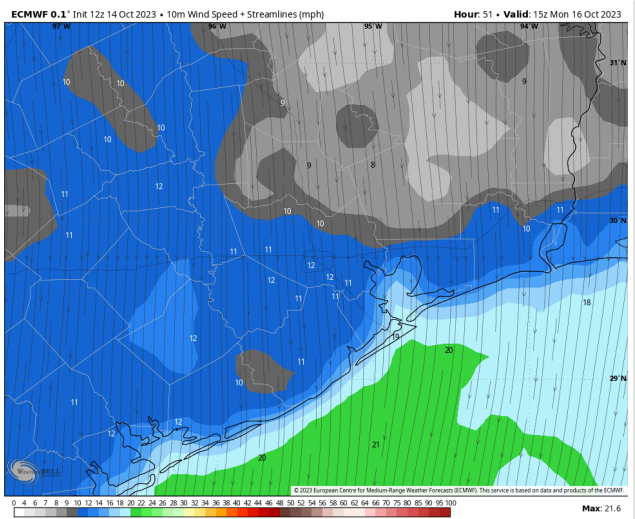 ECMWF 0.1° Init 12z 14 Oct 2023 • 10m Wind Speed + Streamlines (mph)
Hour: 51 • Valid: 15z Mon 16 Oct 2023
97°W 96°W 95°W 94°W
31°N
10 10 9
9
10 10
9 8
12
11
10 11 11
10 10 30°N
11
11 11
12
12 12 11
11 11
18
12 19
20
11
10 29°N
11
12
12
21
20
WeatherBELL
© 2023 European Centre for Medium-Range Weather Forecasts (ECMWF). This service is based on data and products of the ECMWF.
0 4 6 7 8 9 10 12 14 16 18 20 22 24 26 28 30 32 34 36 38 40 42 44 46 48 50 52 54 56 58 60 62 64 66 70 75 80 85 90 95 100
Max: 21.6